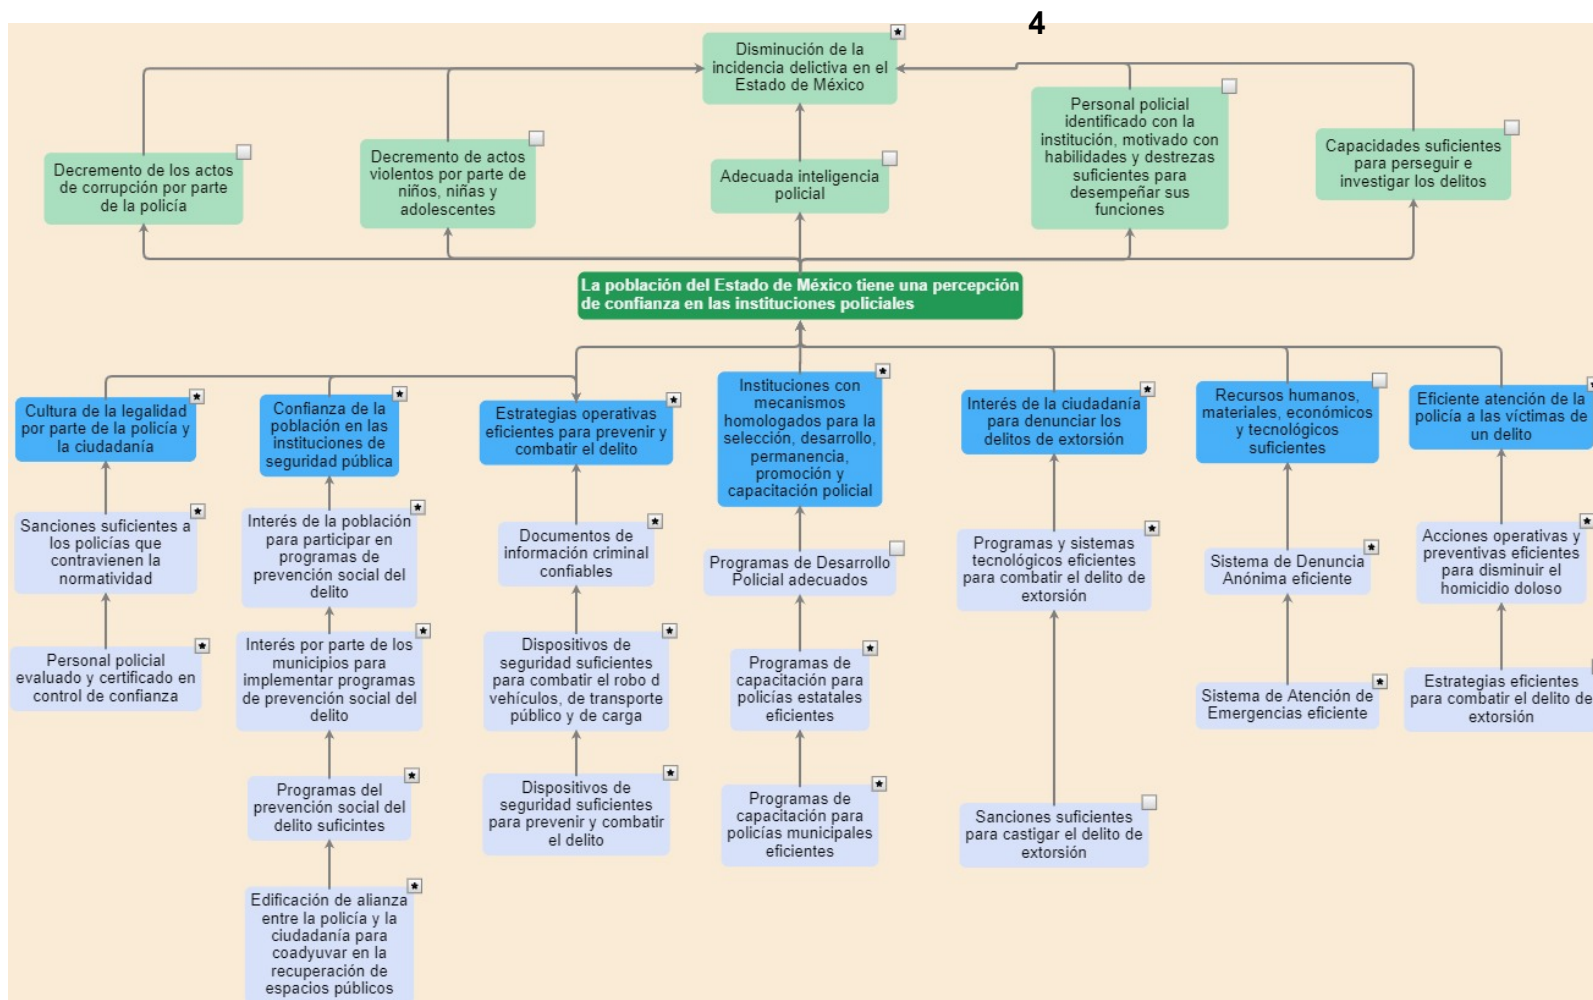 4
Disminución de la
incidencia delictiva en el
Estado de México
Decremento de los actos
de corrupción por parte
de la policía
Decremento de actos
violentos por parte de
niños, niñas y
adolescentes
Adecuada inteligencia
policial
Personal policial
identificado con la
institución, motivado con
habilidades y destrezas
suficientes para
desempeñar sus
funciones
Capacidades suficientes
para perseguir e
investigar los delitos
La población del Estado de México tiene una percepción
de confianza en las instituciones policiales
Cultura de la legalidad
por parte de la policía y
la ciudadanía
Confianza de la
población en las
instituciones de
seguridad pública
Estrategias operativas
eficientes para prevenir y
combatir el delito
Instituciones con
mecanismos
homologados para la
selección, desarrollo,
permanencia,
promoción y
capacitación policial
Interés de la ciudadanía
para denunciar los
delitos de extorsión
Recursos humanos,
materiales, económicos
y tecnológicos
suficientes
Eficiente atención de la
policía a las víctimas de
un delito
Sanciones suficientes a
los policías que
contravienen la
normatividad
Interés de la población
para participar en
programas de
prevención social del
delito
Documentos de
información criminal
confiables
Programas de Desarrollo
Policial adecuados
Programas y sistemas
tecnológicos eficientes
para combatir el delito de
extorsión
Sistema de Denuncia
Anónima eficiente
Acciones operativas y
preventivas eficientes
para disminuir el
homicidio doloso
Personal policial
evaluado y certificado en
control de confianza
Interés por parte de los
municipios para
implementar programas
de prevención social del
delito
Dispositivos de
seguridad suficientes
para combatir el robo d
vehículos, de transporte
público y de carga
Programas de
capacitación para
policías estatales
eficientes
Sistema de Atención de
Emergencias eficiente
Estrategias eficientes
para combatir el delito de
extorsión
Programas del
prevención social del
delito suficintes
Dispositivos de
seguridad suficientes
para prevenir y combatir
el delito
Programas de
capacitación para
policías municipales
eficientes
Sanciones suficientes
para castigar el delito de
extorsión
Edificación de alianza
entre la policía y la
ciudadanía para
coadyuvar en la
recuperación de
espacios públicos